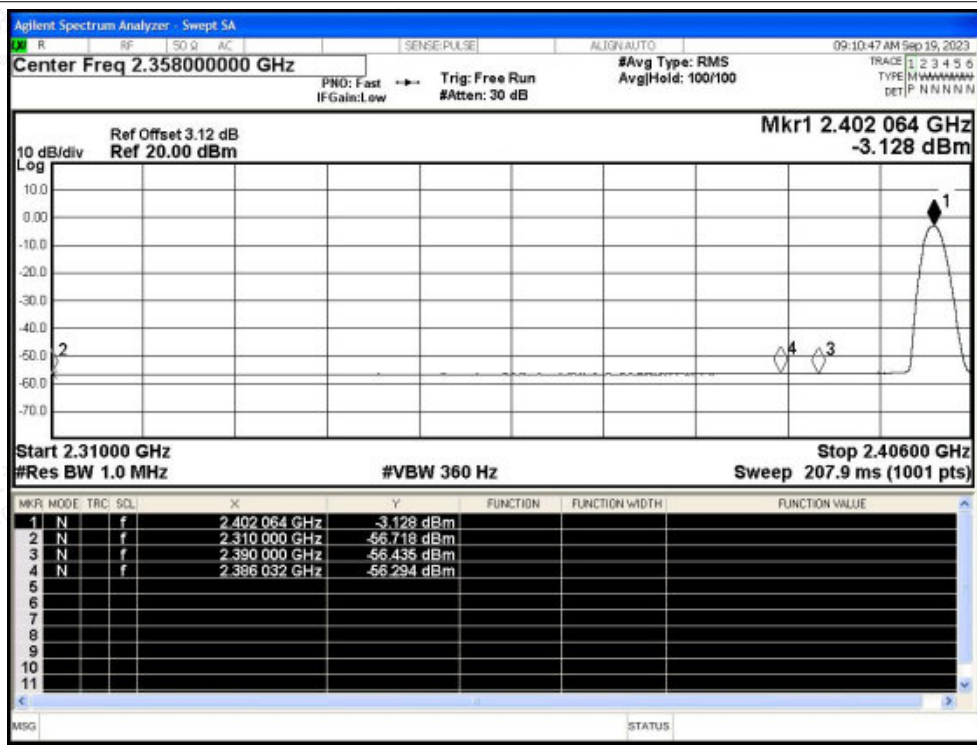 Agilent Spectrum Analyzer - Swept SA
R RF 50 Ω AC SENSE:PULSE ALIGNAUTO 09:10:47 AM Sep 19, 2023
Center Freq 2.358000000 GHz
PNO: Fast
IFGain:Low
Trig: Free Run
#Atten: 30 dB
#Avg Type: RMS
Avg|Hold: 100/100
TRACE 1 2 3 4 5 6
TYPE M
DET P N N N N N
Mkr1 2.402 064 GHz
-3.128 dBm
Ref Offset 3.12 dB
10 dB/div Ref 20.00 dBm
Log
10.0
1
0.00
-10.0
-20.0
-30.0
-40.0
-50.0 2 4 3
-60.0
-70.0
Start 2.31000 GHz Stop 2.40600 GHz
#Res BW 1.0 MHz #VBW 360 Hz Sweep 207.9 ms (1001 pts)
MKR MODE TRC SCL X Y FUNCTION FUNCTION WIDTH FUNCTION VALUE
1 N f 2.402 064 GHz -3.128 dBm
2 N f 2.310 000 GHz -56.718 dBm
3 N f 2.390 000 GHz -56.435 dBm
4 N f 2.386 032 GHz -56.294 dBm
5
6
7
8
9
10
11
MSG STATUS